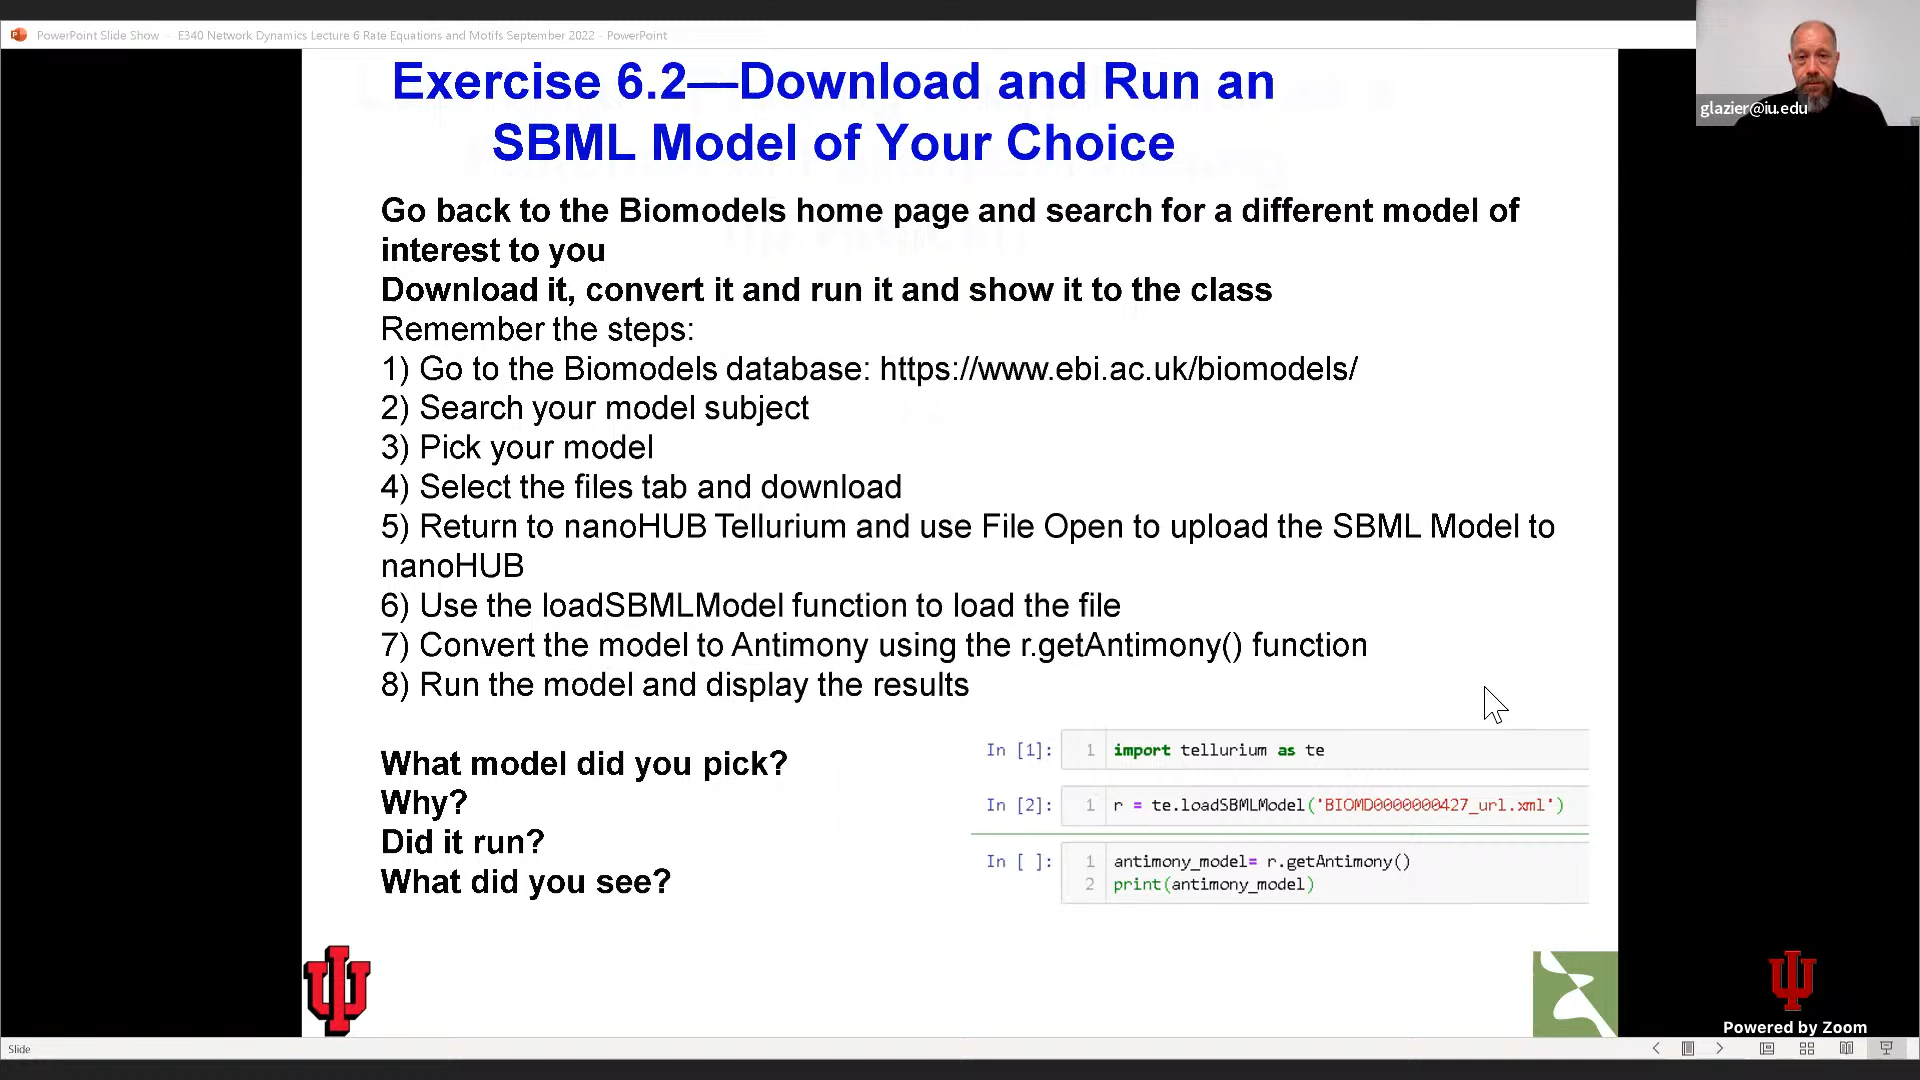 PowerPoint Slide Show - E340 Network Dynamics Lecture 6 Rate Equations and Motifs September 2022 - PowerPoint
glazier@iu.edu
Exercise 6.2—Download and Run an
SBML Model of Your Choice
Go back to the Biomodels home page and search for a different model of
interest to you
Download it, convert it and run it and show it to the class
Remember the steps:
1) Go to the Biomodels database: https://www.ebi.ac.uk/biomodels/
2) Search your model subject
3) Pick your model
4) Select the files tab and download
5) Return to nanoHUB Tellurium and use File Open to upload the SBML Model to
nanoHUB
6) Use the loadSBMLModel function to load the file
7) Convert the model to Antimony using the r.getAntimony() function
8) Run the model and display the results
What model did you pick?
Why?
Did it run?
What did you see?
In [1]: 1 import tellurium as te
In [2]: 1 r = te.loadSBMLModel('BIOMD0000000427_url.xml')
In [ ]: 1 antimony_model= r.getAntimony()
2 print(antimony_model)
Powered by Zoom
Slide